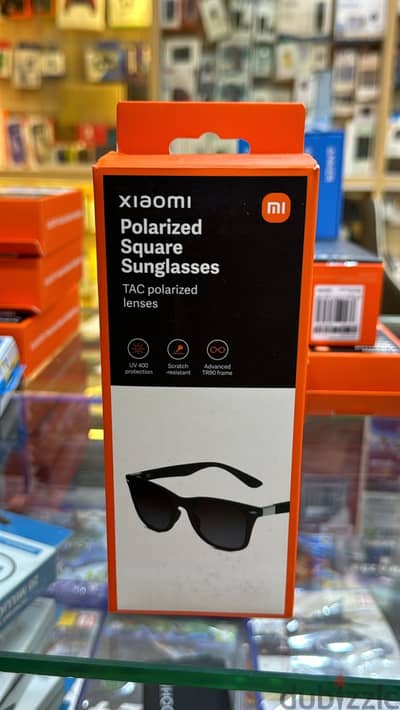 xiaomi
mi
Polarized
Square
Sunglasses
TAC polarized
lenses
UV 400
protection
Scratch
-resistant
Advanced
TR90 frame
dubizzle